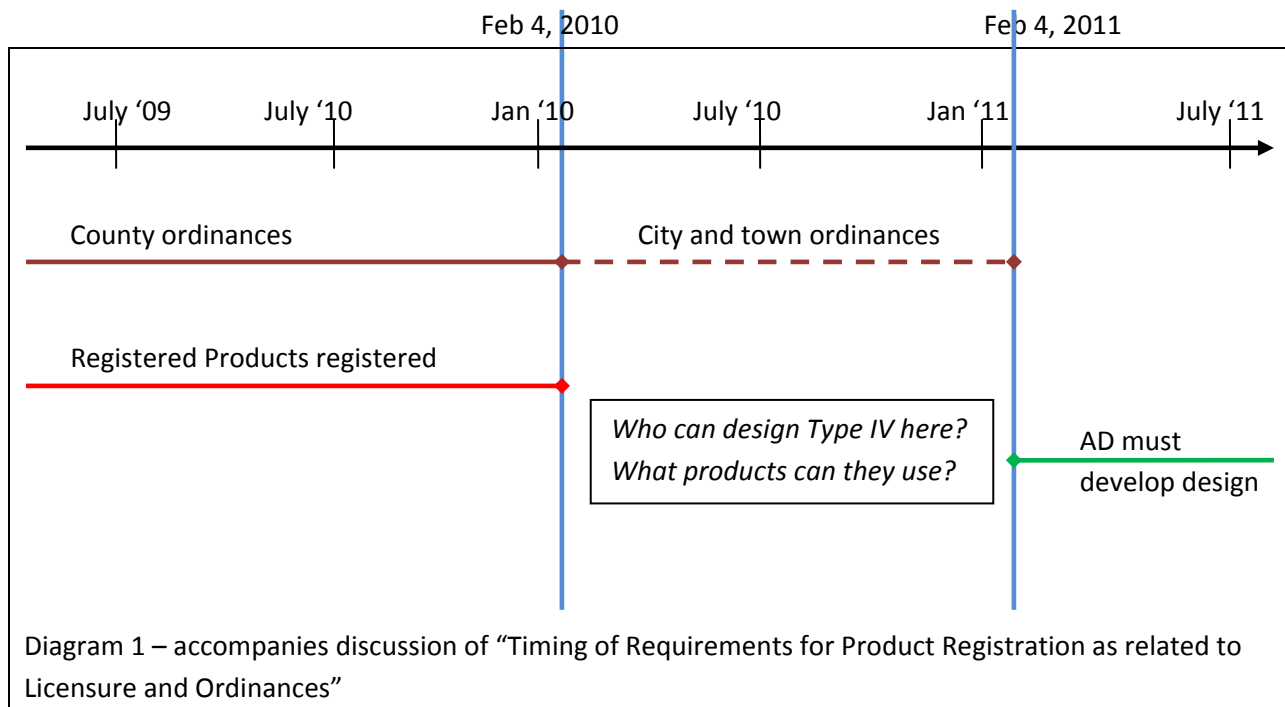 Feb 4, 2010
Feb 4, 2011
July ‘09
July ‘10
Jan ‘10
July ‘10
Jan ‘11
July ‘11
County ordinances
City and town ordinances
Registered Products registered
Who can design Type IV here?
What products can they use?
AD must
develop design
Diagram 1 – accompanies discussion of “Timing of Requirements for Product Registration as related to
Licensure and Ordinances”